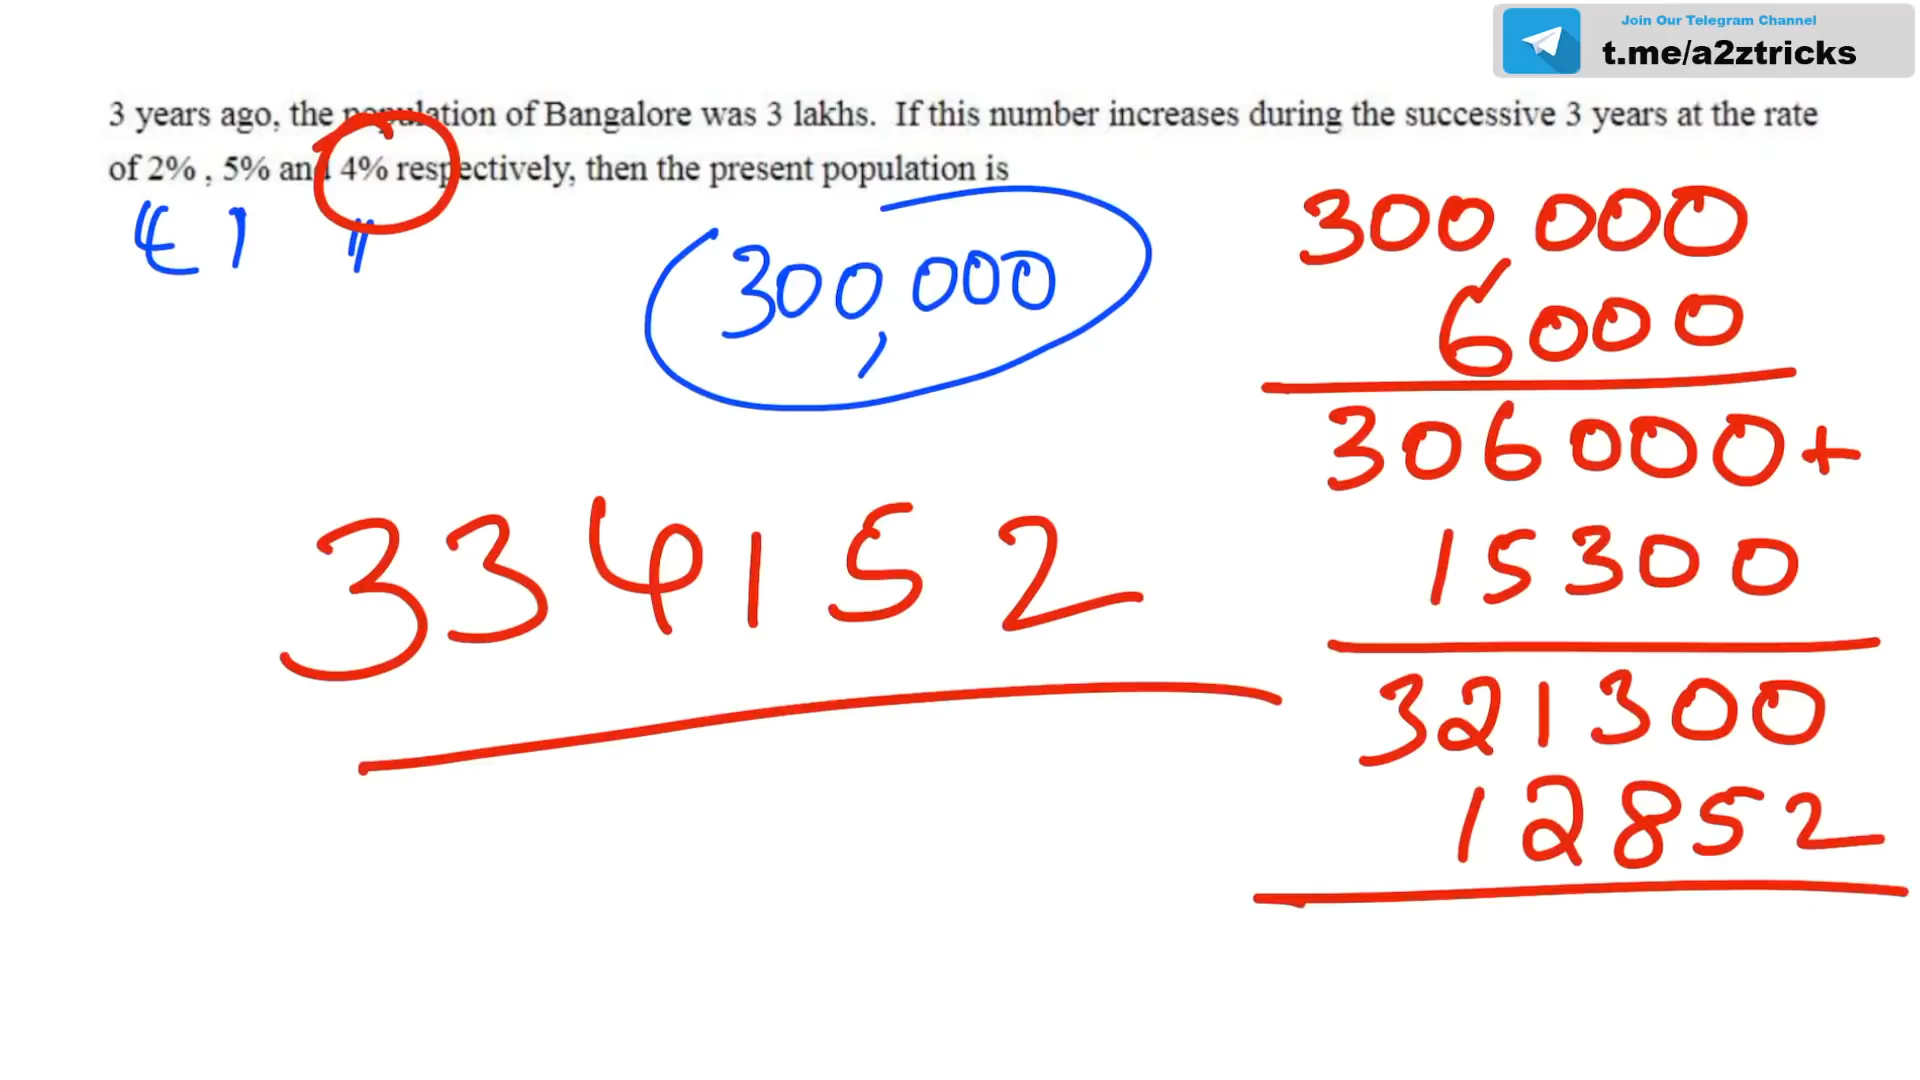 Join Our Telegram Channel
t.me/a2ztricks
3 years ago, the population of Bangalore was 3 lakhs. If this number increases during the successive 3 years at the rate
of 2% , 5% and 4% respectively, then the present population is
300,000
300 000
6000
306000+
15300
321300
12852
334152